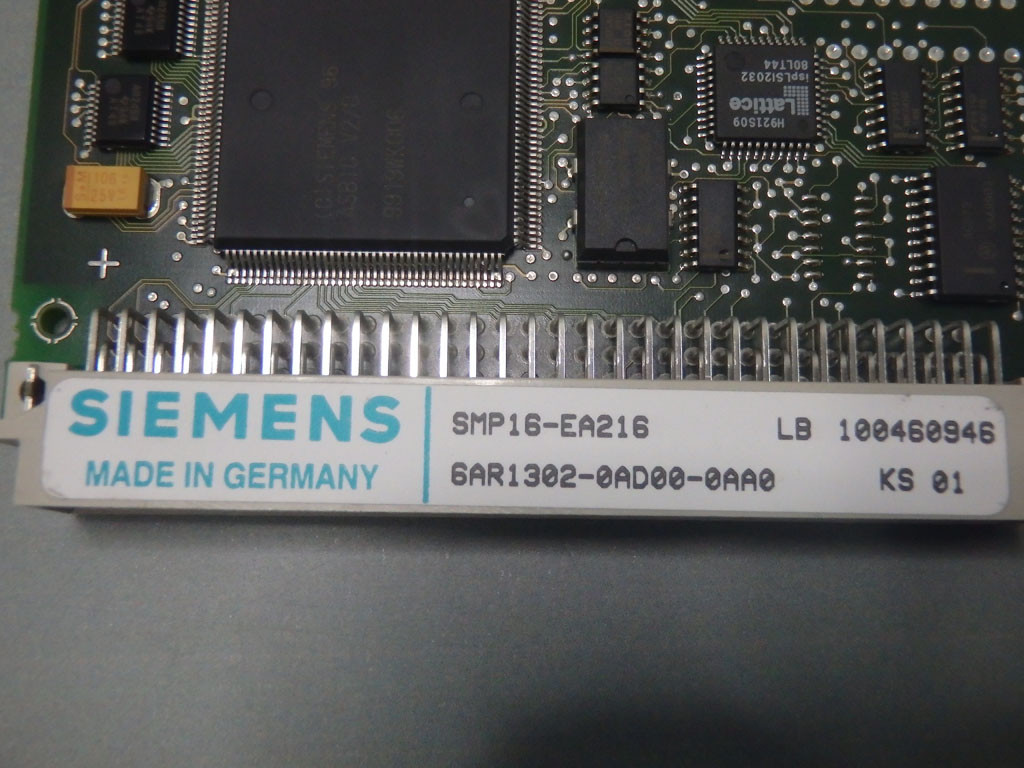 ispLSI2032
80LT44
Lattice
H921S09
SIEMENS
MADE IN GERMANY
SMP16-EA216 LB 100460946
6AR1302-0AD00-0AA0 KS 01